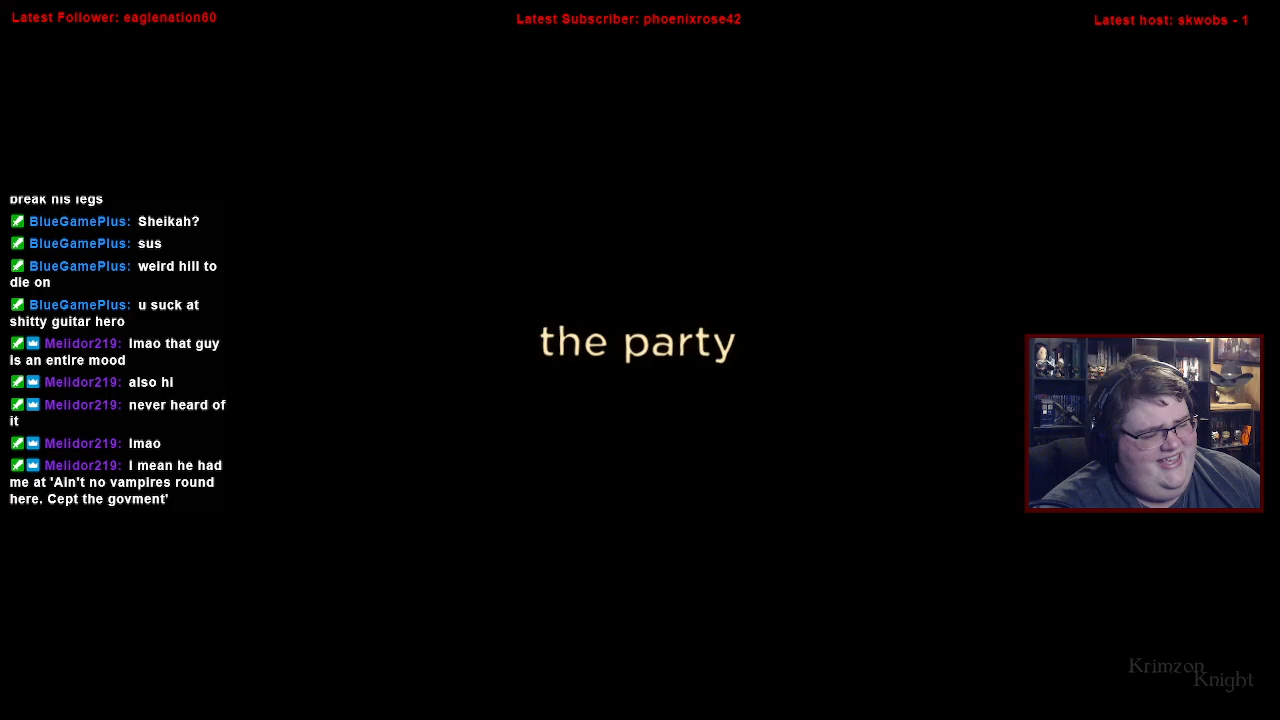 Latest Follower: eaglenation60
Latest Subscriber: phoenixrose42
Latest host: skwobs - 1
break his legs
BlueGamePlus: Sheikah?
BlueGamePlus: sus
BlueGamePlus: weird hill to
die on
BlueGamePlus: u suck at
shitty guitar hero
Melidor219: lmao that guy
is an entire mood
Melidor219: also hi
Melidor219: never heard of
it
Melidor219: lmao
Melidor219: I mean he had
me at 'Ain't no vampires round
here. Cept the govment'
the party
Krimzon
Knight